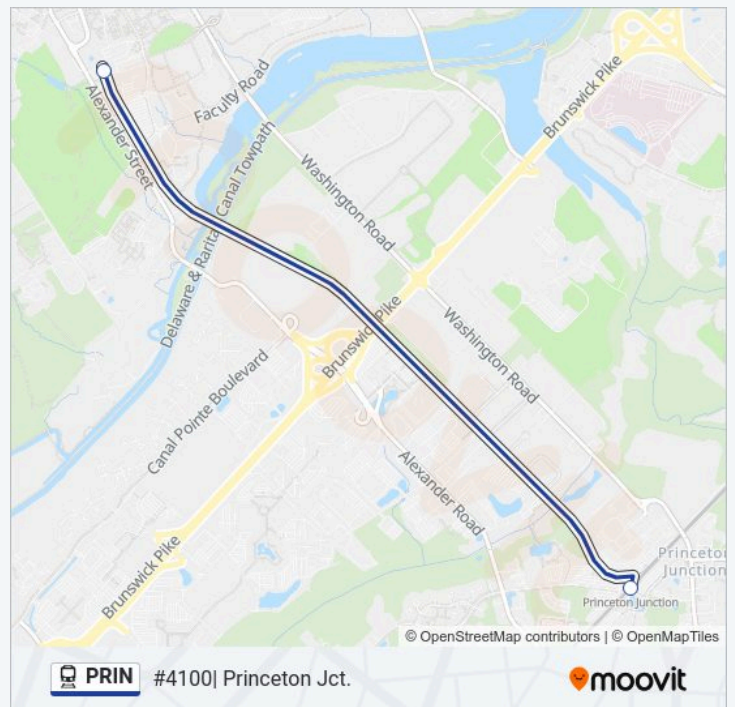 Faculty Road
Brunswick Pike
Alexander Street
Washington Road
Delaware & Raritan Canal Towpath
Brunswick Pike
Washington Road
Canal Pointe Boulevard
Alexander Road
Brunswick Pike
Princeton
Junction
Princeton Junction
© OpenStreetMap contributors | © OpenMapTiles
PRIN #4100| Princeton Jct.
moovit